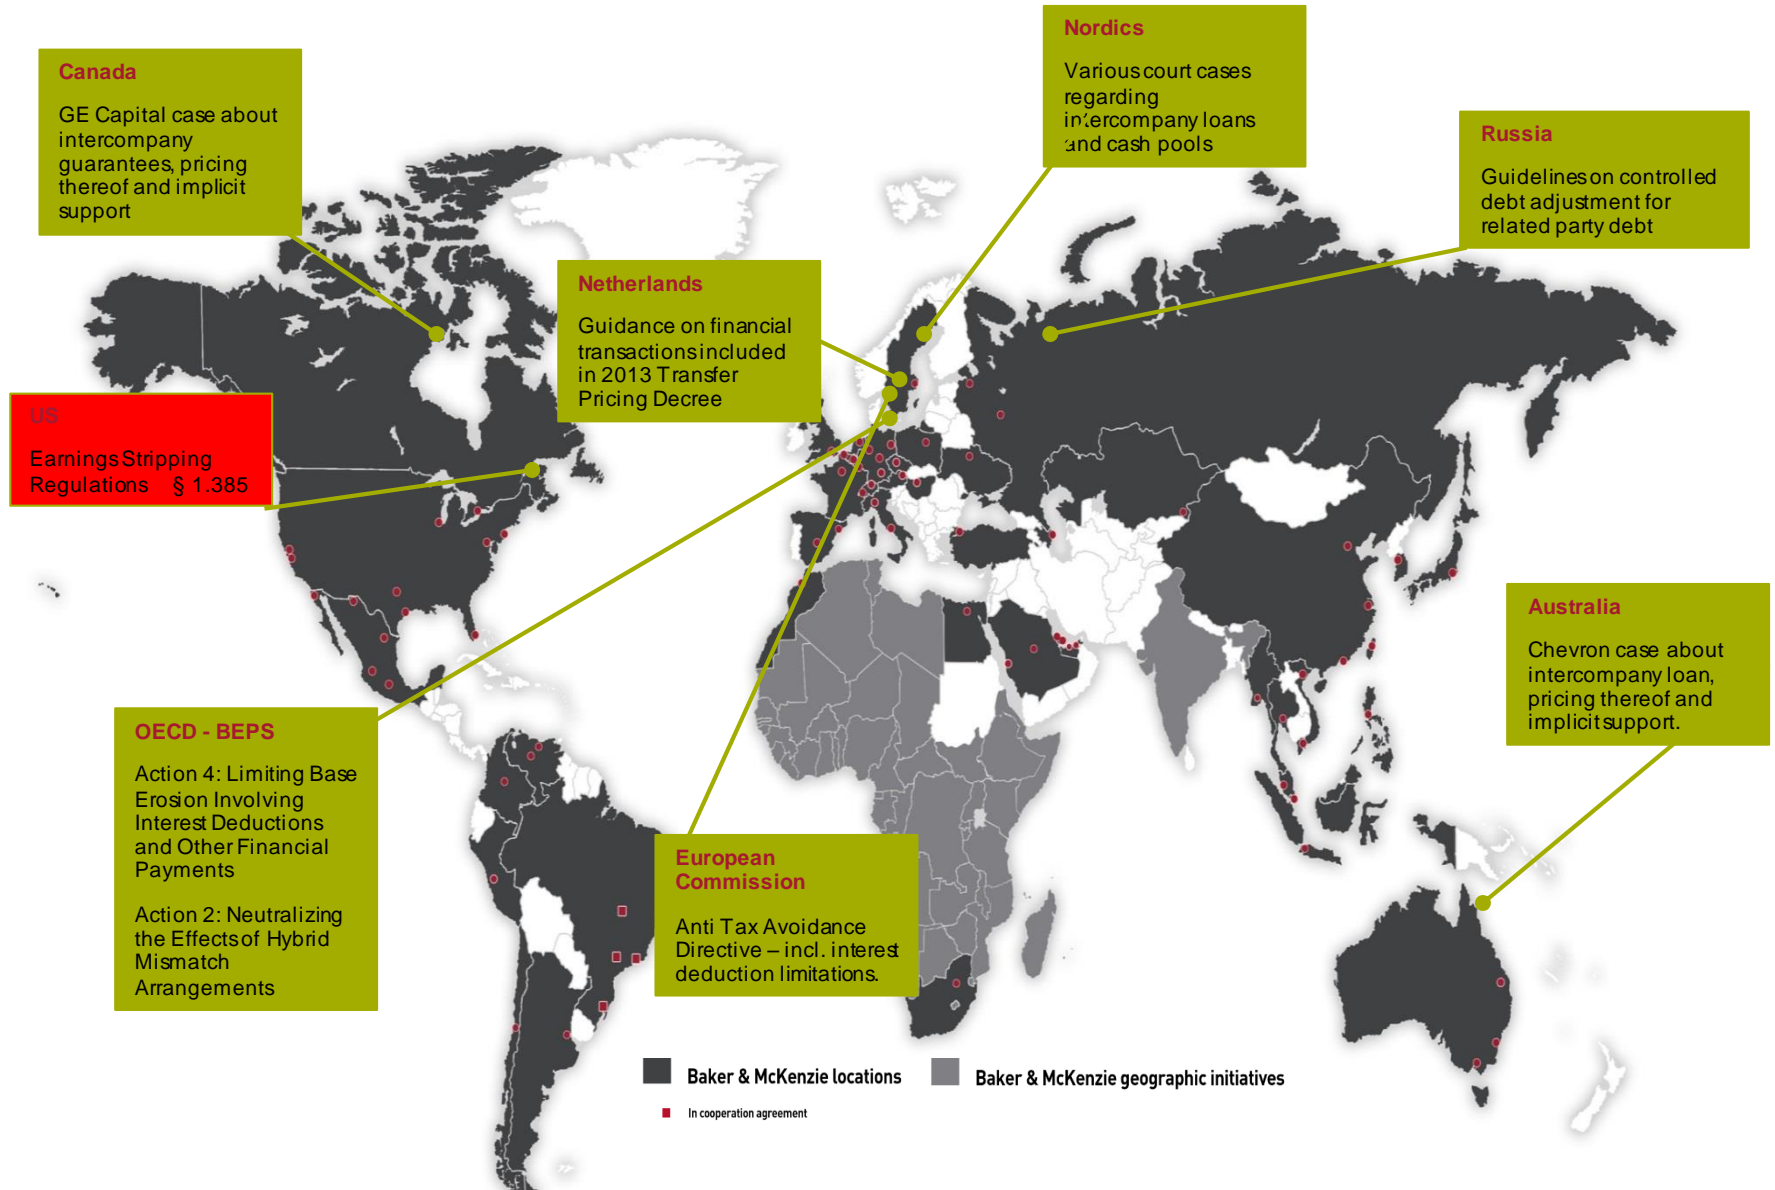 Canada
GE Capital case about
intercompany
guarantees, pricing
thereof and implicit
support
Nordics
Various court cases
regarding
intercompany loans
and cash pools
Russia
Guidelines on controlled
debt adjustment for
related party debt
Netherlands
Guidance on financial
transactions included
in 2013 Transfer
Pricing Decree
US
Earnings Stripping
Regulations § 1.385
Australia
Chevron case about
intercompany loan,
pricing thereof and
implicit support.
OECD - BEPS
Action 4: Limiting Base
Erosion Involving
Interest Deductions
and Other Financial
Payments
Action 2: Neutralizing
the Effects of Hybrid
Mismatch
Arrangements
European
Commission
Anti Tax Avoidance
Directive – incl. interest
deduction limitations.
Baker & McKenzie locations
Baker & McKenzie geographic initiatives
In cooperation agreement